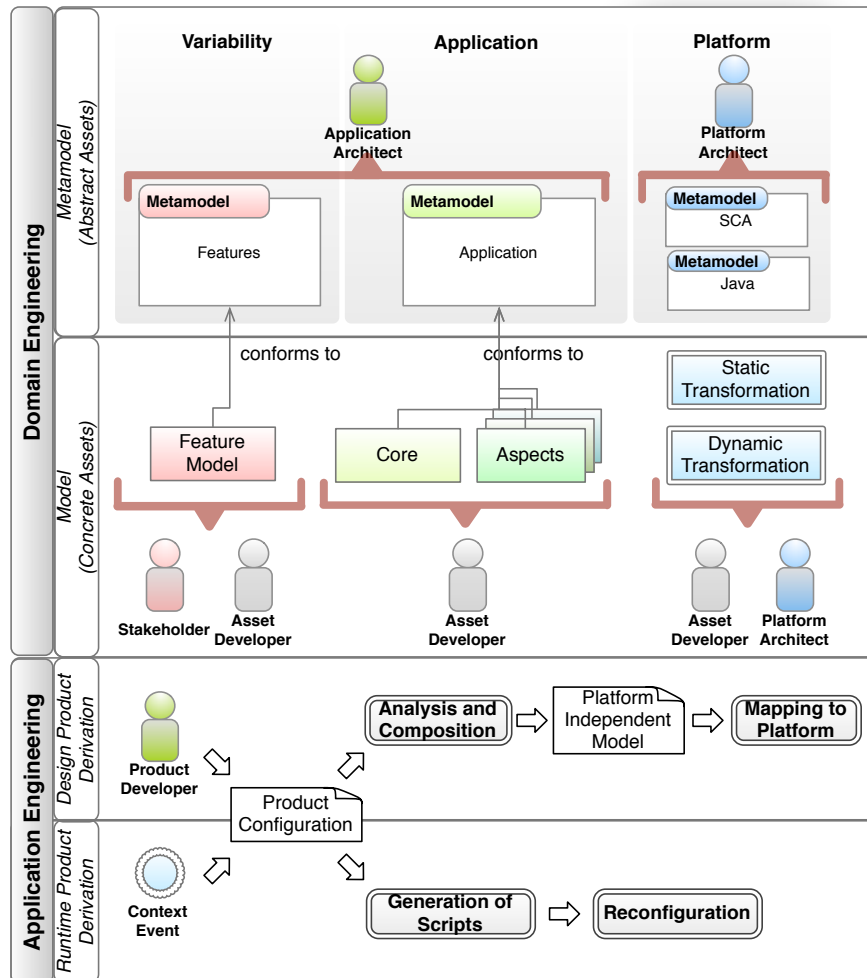 Variability
Application
Platform
Application
Architect
Platform
Architect
Domain Engineering
Metamodel
(Abstract Assets)
Metamodel
Features
Metamodel
Application
Metamodel
SCA
Metamodel
Java
conforms to
conforms to
Model
(Concrete Assets)
Feature
Model
Core
Aspects
Static
Transformation
Dynamic
Transformation
Stakeholder
Asset
Developer
Asset
Developer
Asset
Developer
Platform
Architect
Application Engineering
Design Product
Derivation
Product
Developer
Analysis and
Composition
Platform
Independent
Model
Mapping to
Platform
Product
Configuration
Runtime Product
Derivation
Context
Event
Generation of
Scripts
Reconfiguration